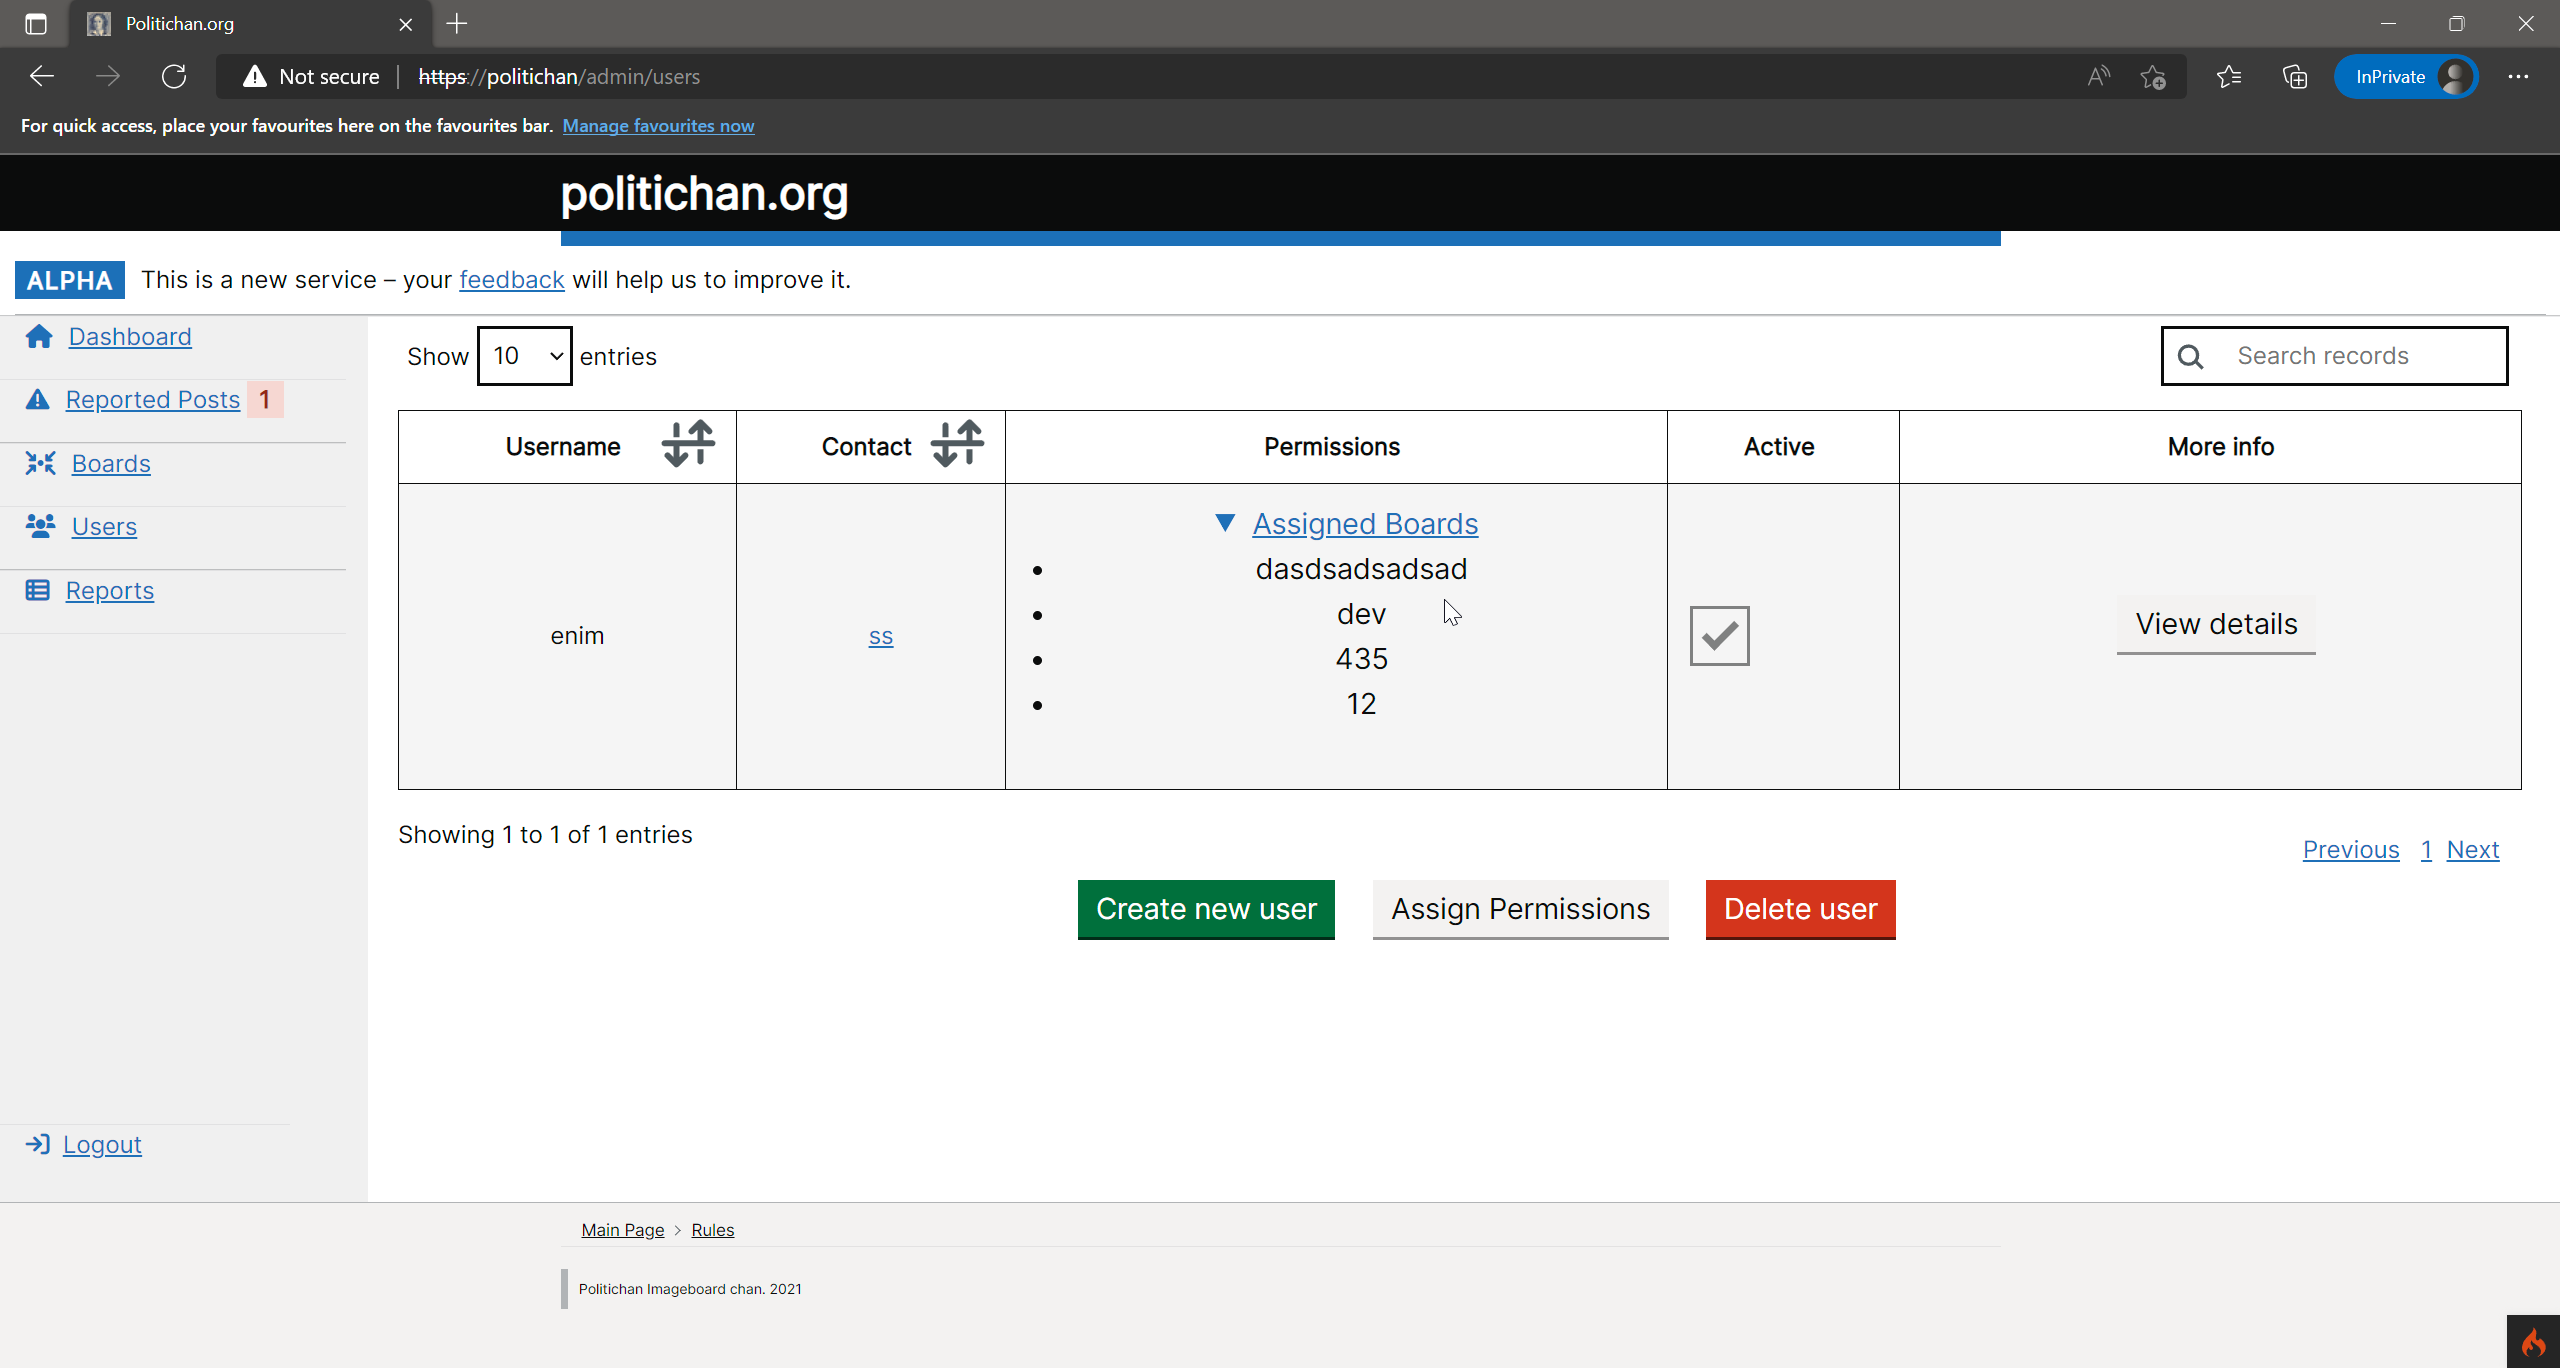 Politichan.org
Not secure https://politichan/admin/users InPrivate
For quick access, place your favourites here on the favourites bar. Manage favourites now
politichan.org
ALPHA This is a new service – your feedback will help us to improve it.
Dashboard
Reported Posts 1
Boards
Users
Reports
Logout
Show 10 entries
Search records
Username Contact Permissions Active More info
Assigned Boards
dasdsadsadsad
dev
435
12
enim ss View details
Showing 1 to 1 of 1 entries
Previous 1 Next
Create new user Assign Permissions Delete user
Main Page > Rules
Politichan Imageboard chan. 2021